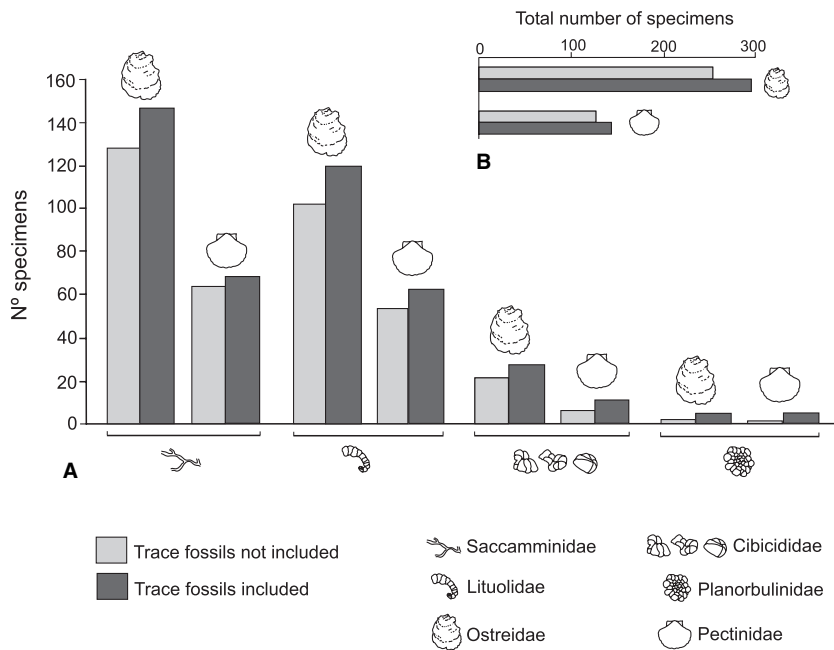 Total number of specimens
0 100 200 300
B
Nº specimens
160
140
120
100
80
60
40
20
0
A
Trace fossils not included
Trace fossils included
Saccamminidae
Lituolidae
Ostreidae
Cibicididae
Planorbulinidae
Pectinidae